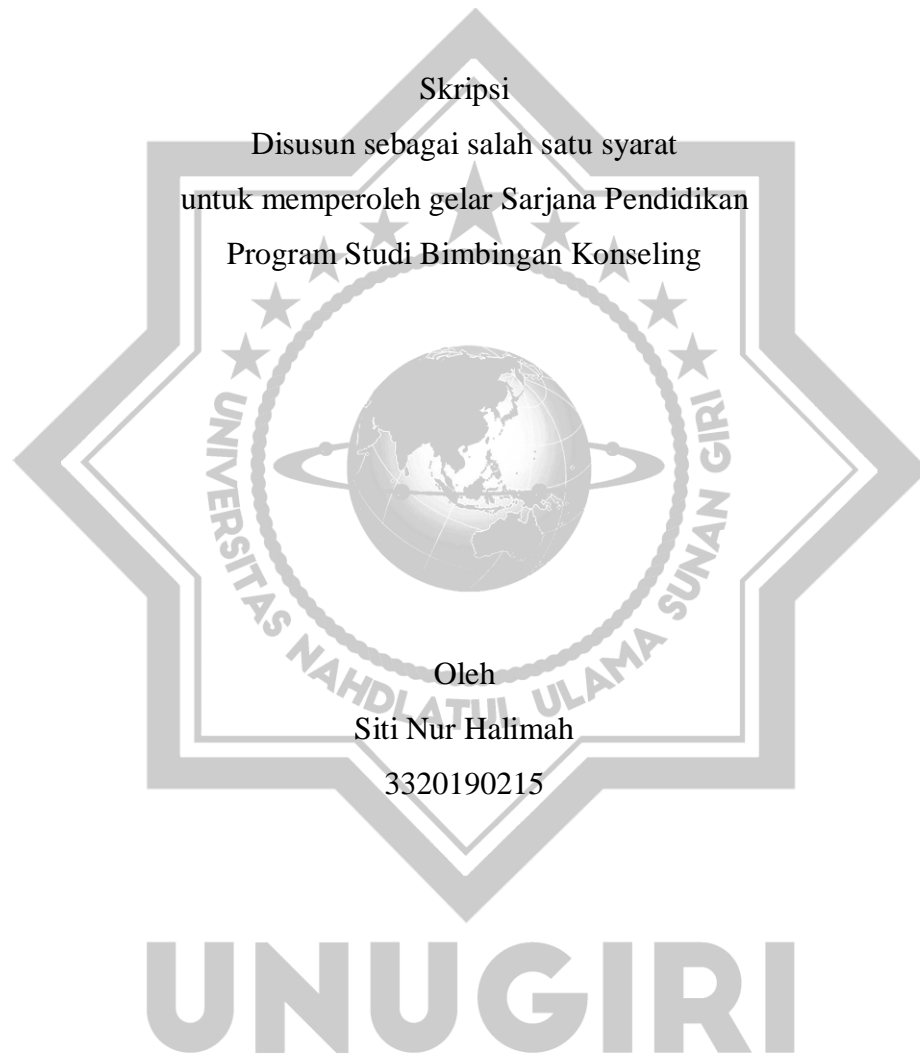 Skripsi
Disusun sebagai salah satu syarat
untuk memperoleh gelar Sarjana Pendidikan
Program Studi Bimbingan Konseling
UNIVERSITAS NAHDLATUL ULAMA SUNAN GIRI
Oleh
Siti Nur Halimah
3320190215
UNUGIRI